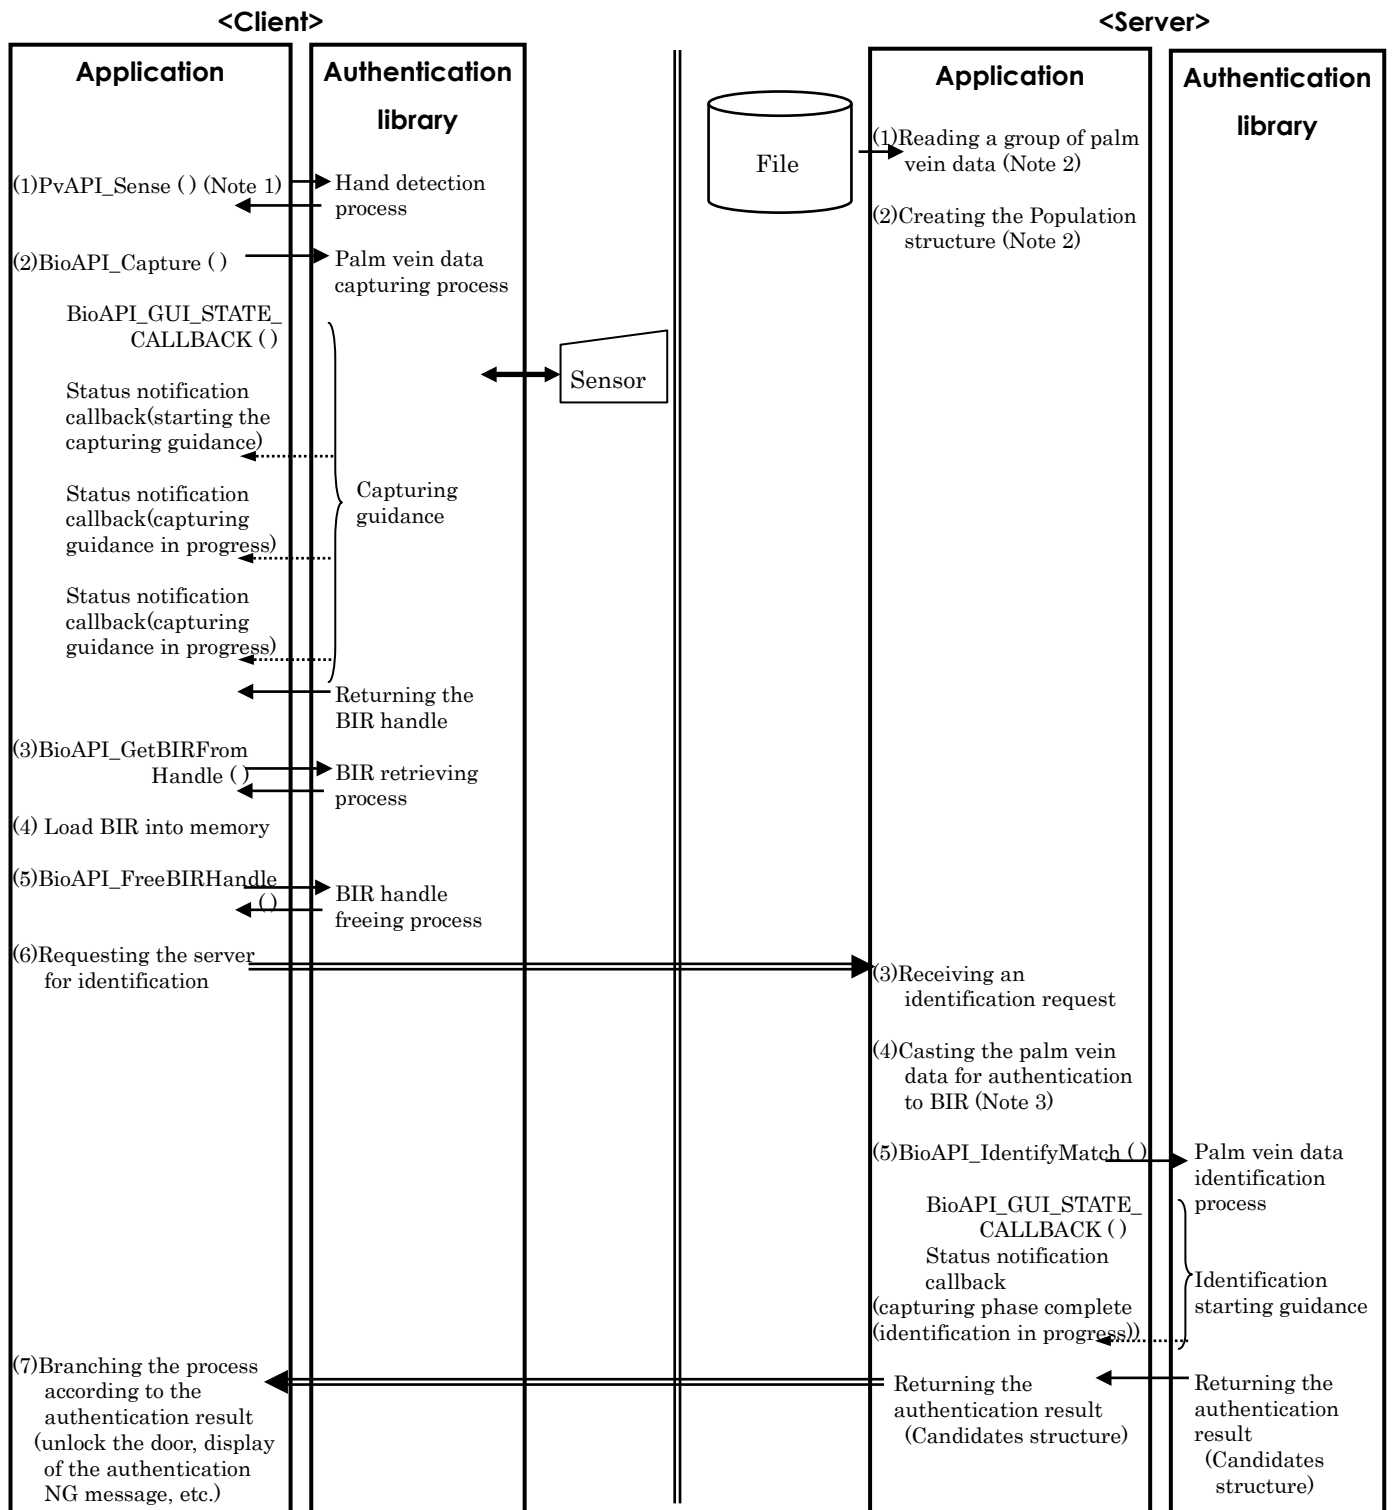 <Client>
Application
Authentication
library
(1)PvAPI_Sense ( ) (Note 1)
Hand detection
process
(2)BioAPI_Capture ( )
Palm vein data
capturing process
BioAPI_GUI_STATE_
CALLBACK ( )
Sensor
Status notification
callback(starting the
capturing guidance)
Status notification
callback(capturing
guidance in progress)
Capturing
guidance
Status notification
callback(capturing
guidance in progress)
Returning the
BIR handle
(3)BioAPI_GetBIRFrom
Handle ( )
BIR retrieving
process
(4) Load BIR into memory
(5)BioAPI_FreeBIRHandle
( )
BIR handle
freeing process
(6)Requesting the server
for identification
(7)Branching the process
according to the
authentication result
(unlock the door, display
of the authentication
NG message, etc.)
<Server>
Application
Authentication
library
File
(1)Reading a group of palm
vein data (Note 2)
(2)Creating the Population
structure (Note 2)
(3)Receiving an
identification request
(4)Casting the palm vein
data for authentication
to BIR (Note 3)
(5)BioAPI_IdentifyMatch ( )
Palm vein data
identification
process
BioAPI_GUI_STATE_
CALLBACK ( )
Status notification
callback
(capturing phase complete
(identification in progress))
Identification
starting guidance
Returning the
authentication result
(Candidates structure)
Returning the
authentication
result
(Candidates
structure)